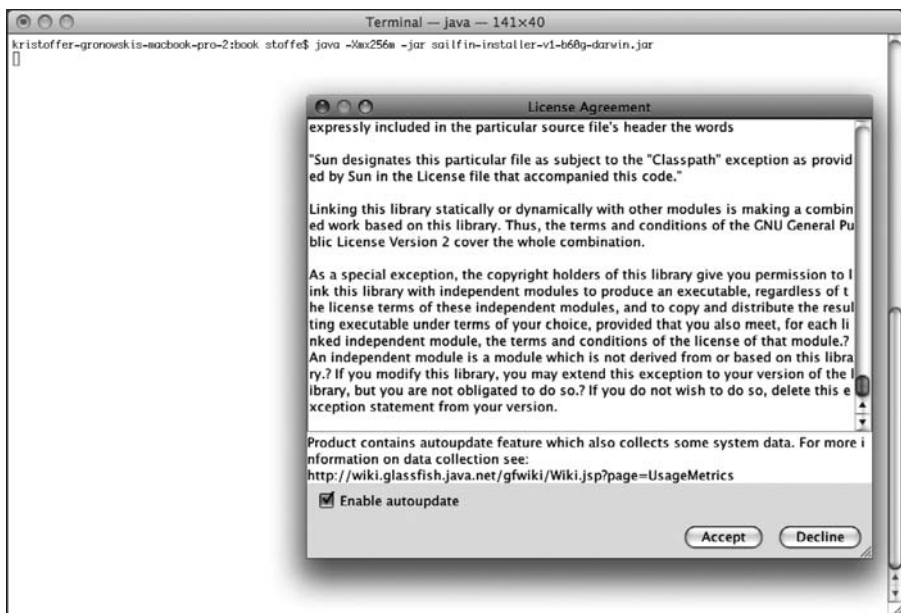 Terminal — java — 141×40
kristoffer-gronowskis-macbook-pro-2:book stoffe$ java -Xmx256m -jar sailfin-installer-v1-b60g-darwin.jar
License Agreement
expressly included in the particular source file's header the words
"Sun designates this particular file as subject to the "Classpath" exception as provid
ed by Sun in the License file that accompanied this code."
Linking this library statically or dynamically with other modules is making a combin
ed work based on this library. Thus, the terms and conditions of the GNU General Pu
blic License Version 2 cover the whole combination.
As a special exception, the copyright holders of this library give you permission to l
ink this library with independent modules to produce an executable, regardless of t
he license terms of these independent modules, and to copy and distribute the resul
ting executable under terms of your choice, provided that you also meet, for each li
nked independent module, the terms and conditions of the license of that module.?
An independent module is a module which is not derived from or based on this libra
ry.? If you modify this library, you may extend this exception to your version of the l
ibrary, but you are not obligated to do so.? If you do not wish to do so, delete this e
xception statement from your version.
Product contains autoupdate feature which also collects some system data. For more i
nformation on data collection see:
http://wiki.glassfish.java.net/gfwiki/Wiki.jsp?page=UsageMetrics
Enable autoupdate
Accept
Decline